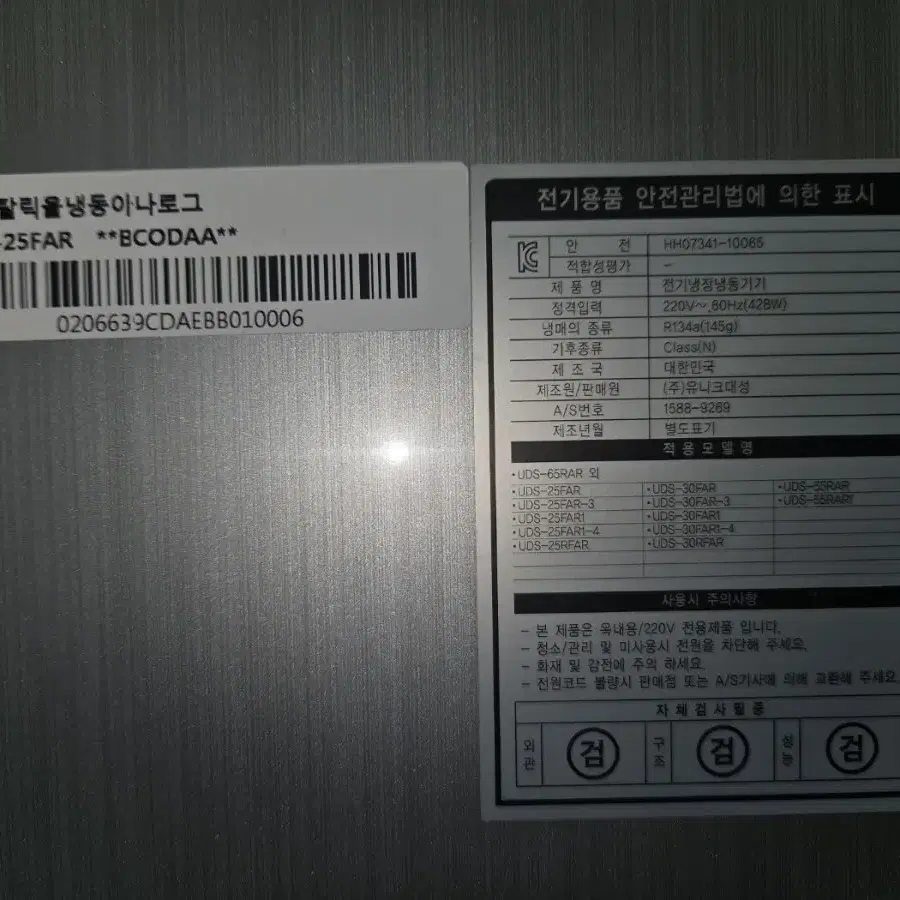 탈릭올냉동아나로그
-25FAR **BCODAA**
0206639CDAEBB010006
전기용품 안전관리법에 의한 표시
안 전 HH07341-10065
적합성평가 -
제 품 명 전기냉장냉동기기
정격입력 220V~,60Hz(428W)
냉매의 종류 R134a(145g)
기후종류 Class(N)
제 조 국 대한민국
제조원/판매원 (주)유니크대성
A/S번호 1588-9269
제조년월 별도표기
적 용 모 델 명
·UDS-65RAR 외
·UDS-25FAR ·UDS-30FAR ·UDS-55RAR
·UDS-25FAR-3 ·UDS-30FAR-3 ·UDS-55RAR1
·UDS-25FAR1 ·UDS-30FAR1
·UDS-25FAR1-4 ·UDS-30FAR1-4
·UDS-25RFAR ·UDS-30RFAR
사용시 주의사항
- 본 제품은 옥내용/220V 전용제품 입니다.
- 청소/관리 및 미사용시 전원을 차단해 주세요.
- 화재 및 감전에 주의 하세요.
- 전원코드 불량시 판매점 또는 A/S기사에 의해 교환해 주세요.
자 체 검 사 필 증
외관 검 구조 검 성능 검